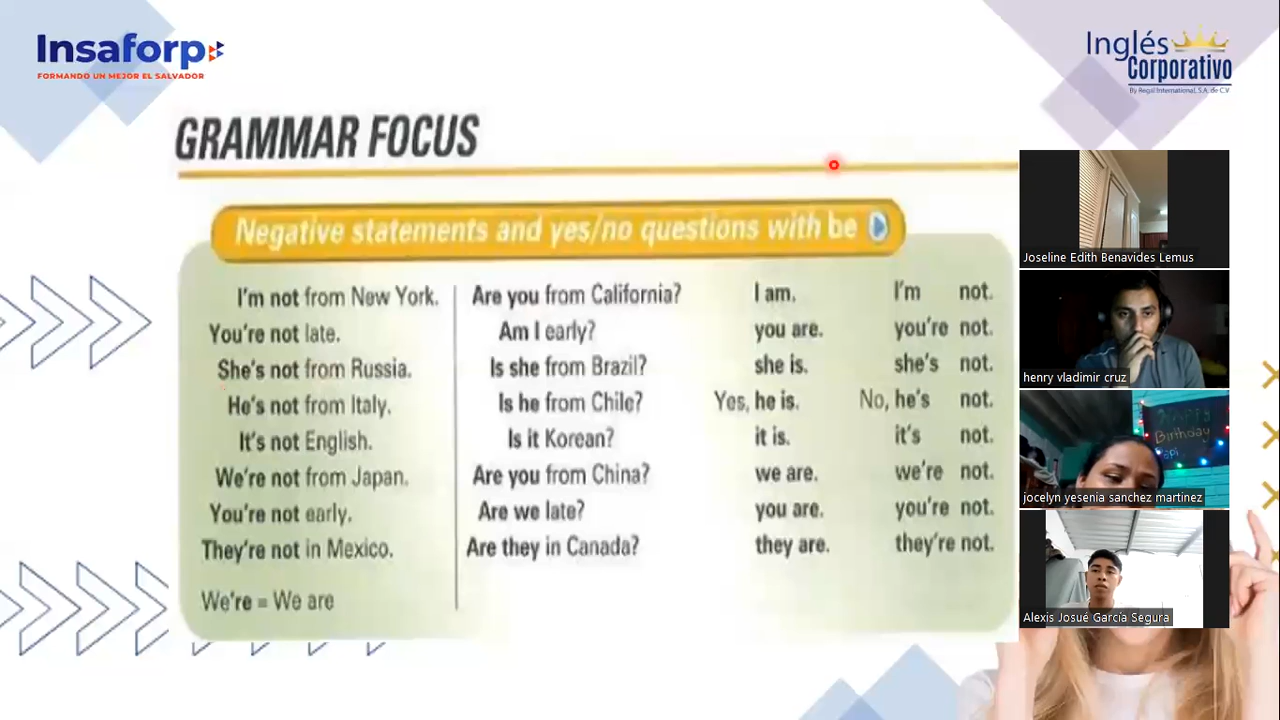 Insaforp
FORMANDO UN MEJOR EL SALVADOR
Inglés
Corporativo
By Regal International, S.A. de C.V
GRAMMAR FOCUS
Negative statements and yes/no questions with be
I'm not from New York. Are you from California? I am. I'm not.
You're not late. Am I early? you are. you're not.
She's not from Russia. Is she from Brazil? she is. she's not.
He's not from Italy. Is he from Chile? Yes, he is. No, he's not.
It's not English. Is it Korean? it is. it's not.
We're not from Japan. Are you from China? we are. we're not.
You're not early. Are we late? you are. you're not.
They're not in Mexico. Are they in Canada? they are. they're not.
We're = We are
Joseline Edith Benavides Lemus
henry vladimir cruz
HAPPY
Birthday
Papi
jocelyn yesenia sanchez martinez
Alexis Josué García Segura